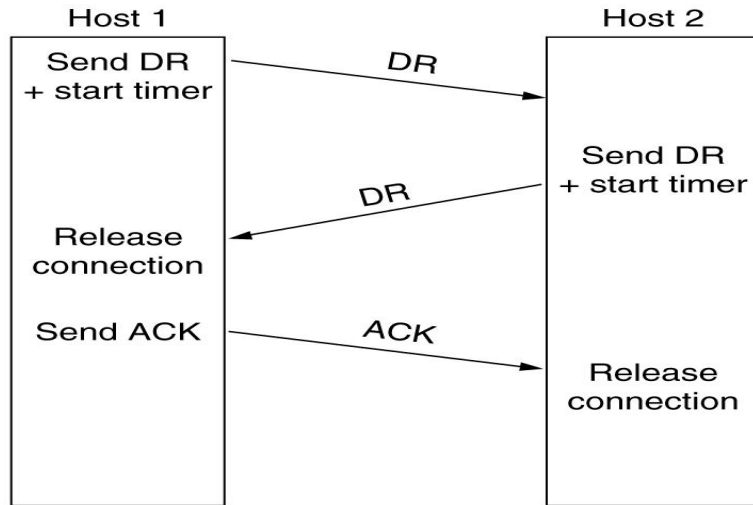 Host 1
Host 2
Send DR
+ start timer
DR
Send DR
+ start timer
DR
Release
connection
Send ACK
ACK
Release
connection